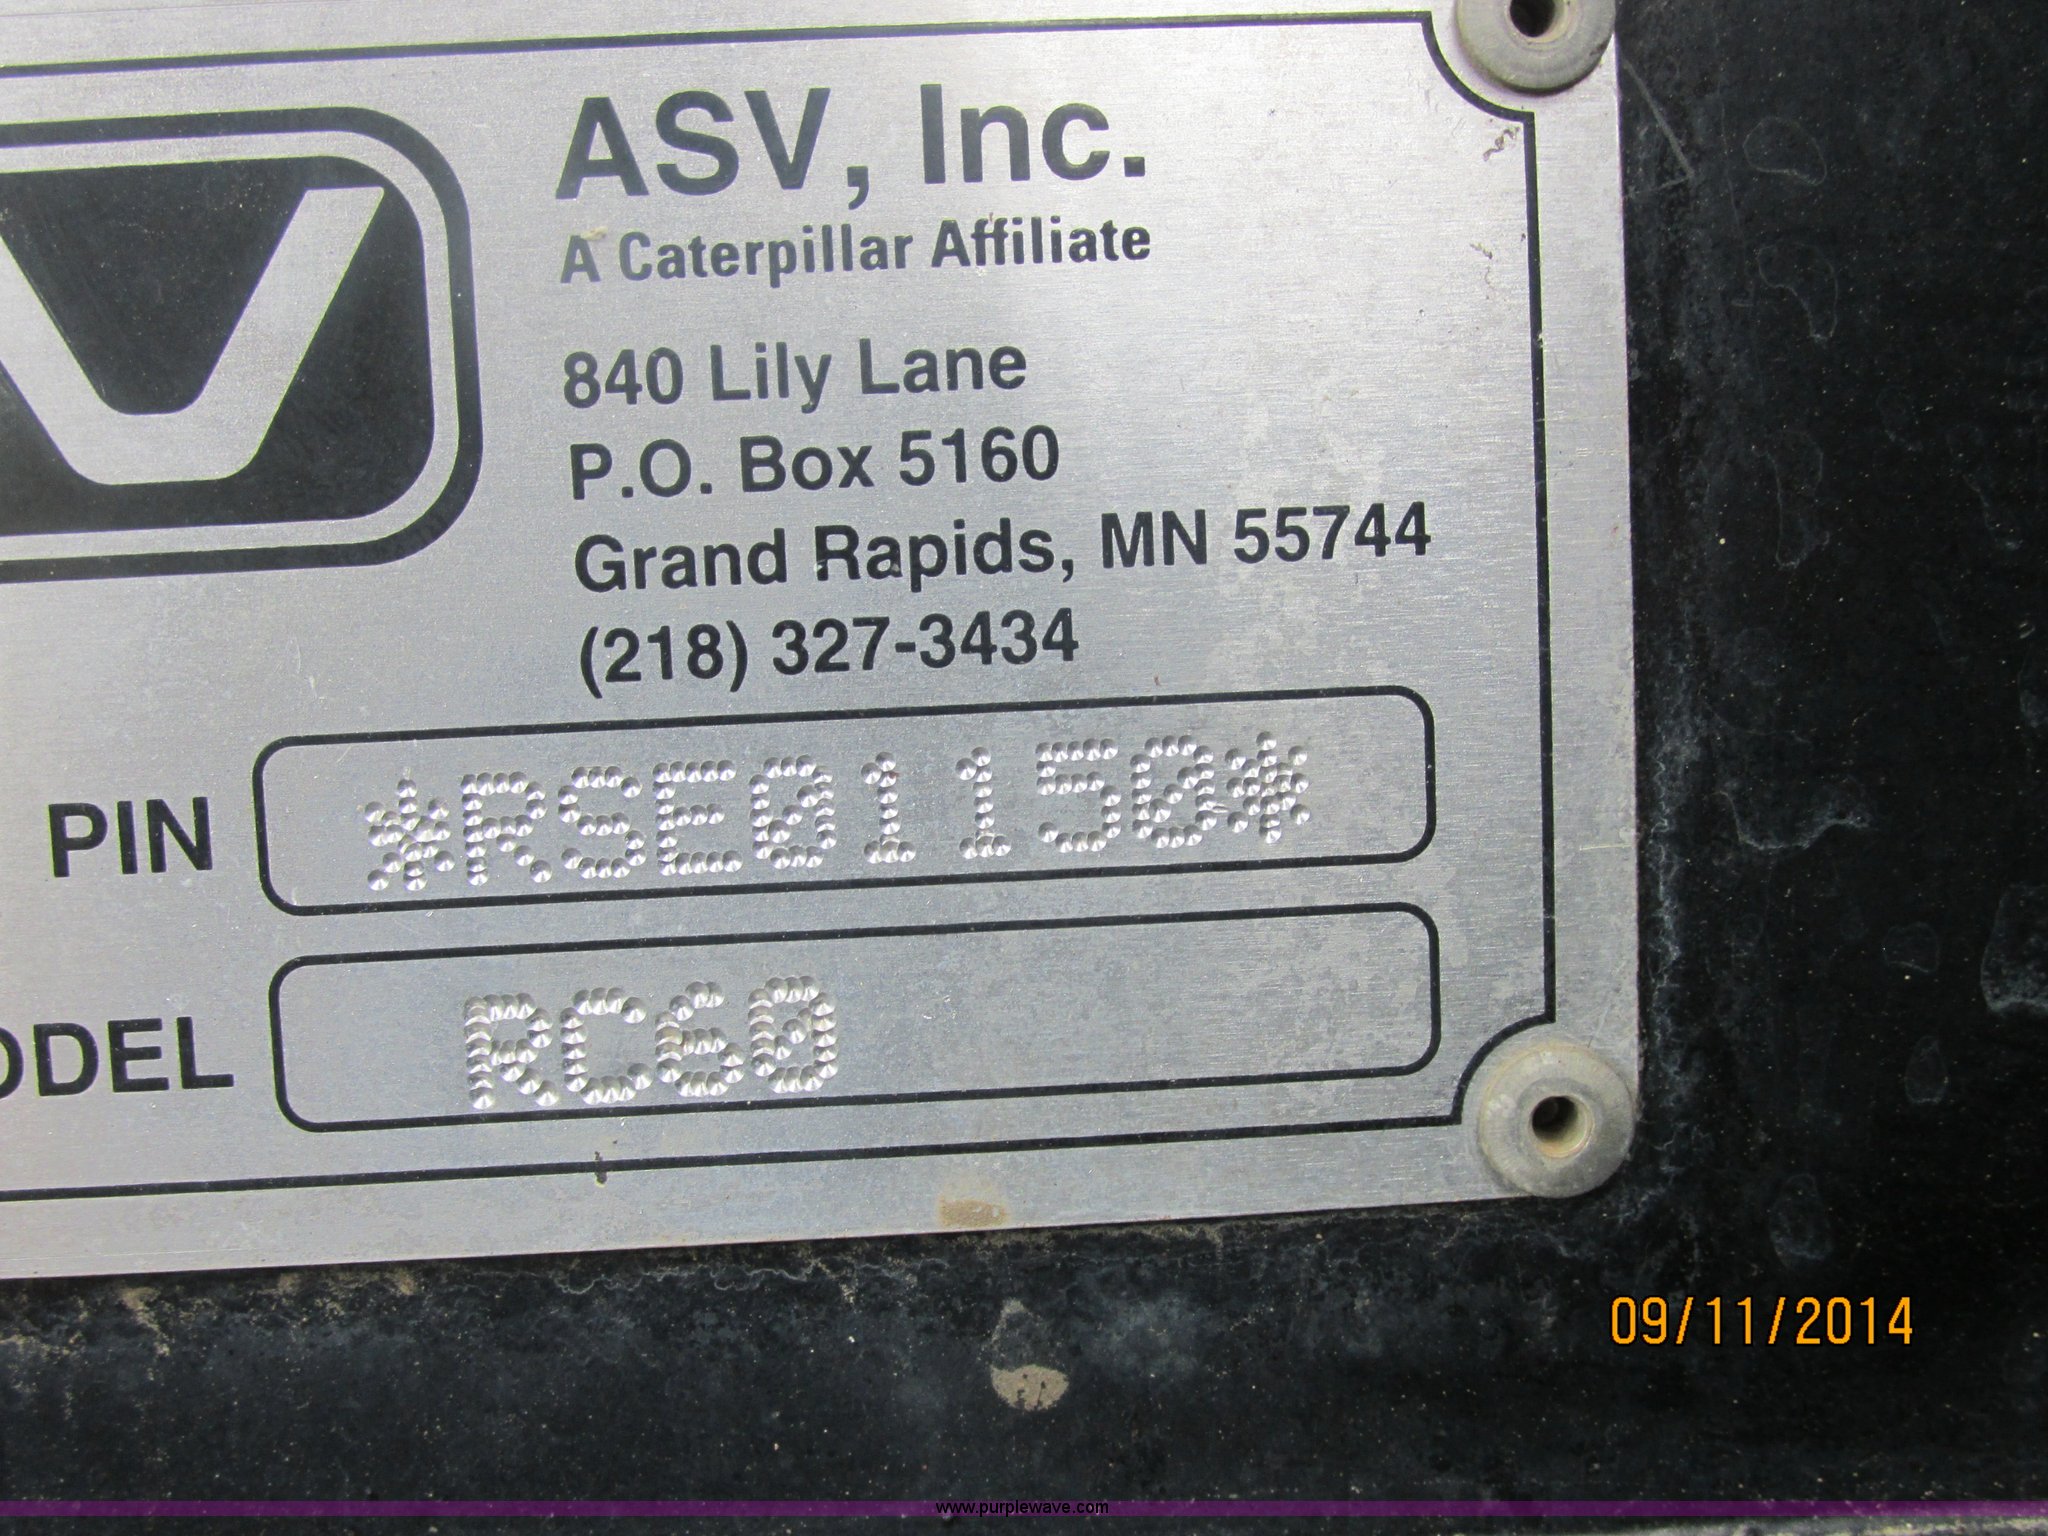 V
ASV, Inc.
A Caterpillar Affiliate
840 Lily Lane
P.O. Box 5160
Grand Rapids, MN 55744
(218) 327-3434
PIN *RSE01150*
ODEL RC60
09/11/2014
www.purplewave.com